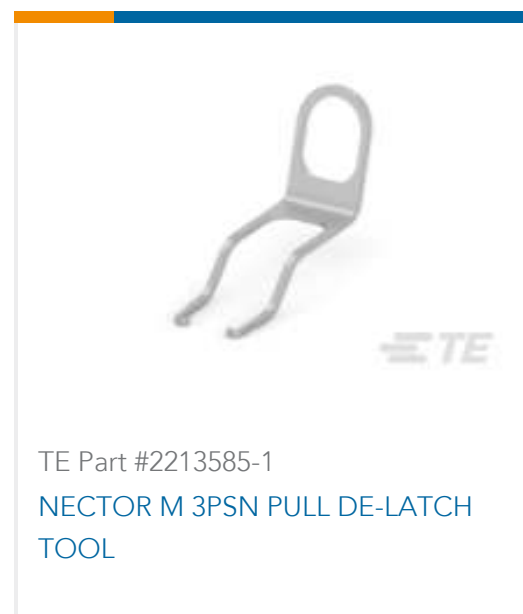 TE
TE Part #2213585-1
NECTOR M 3PSN PULL DE-LATCH
TOOL